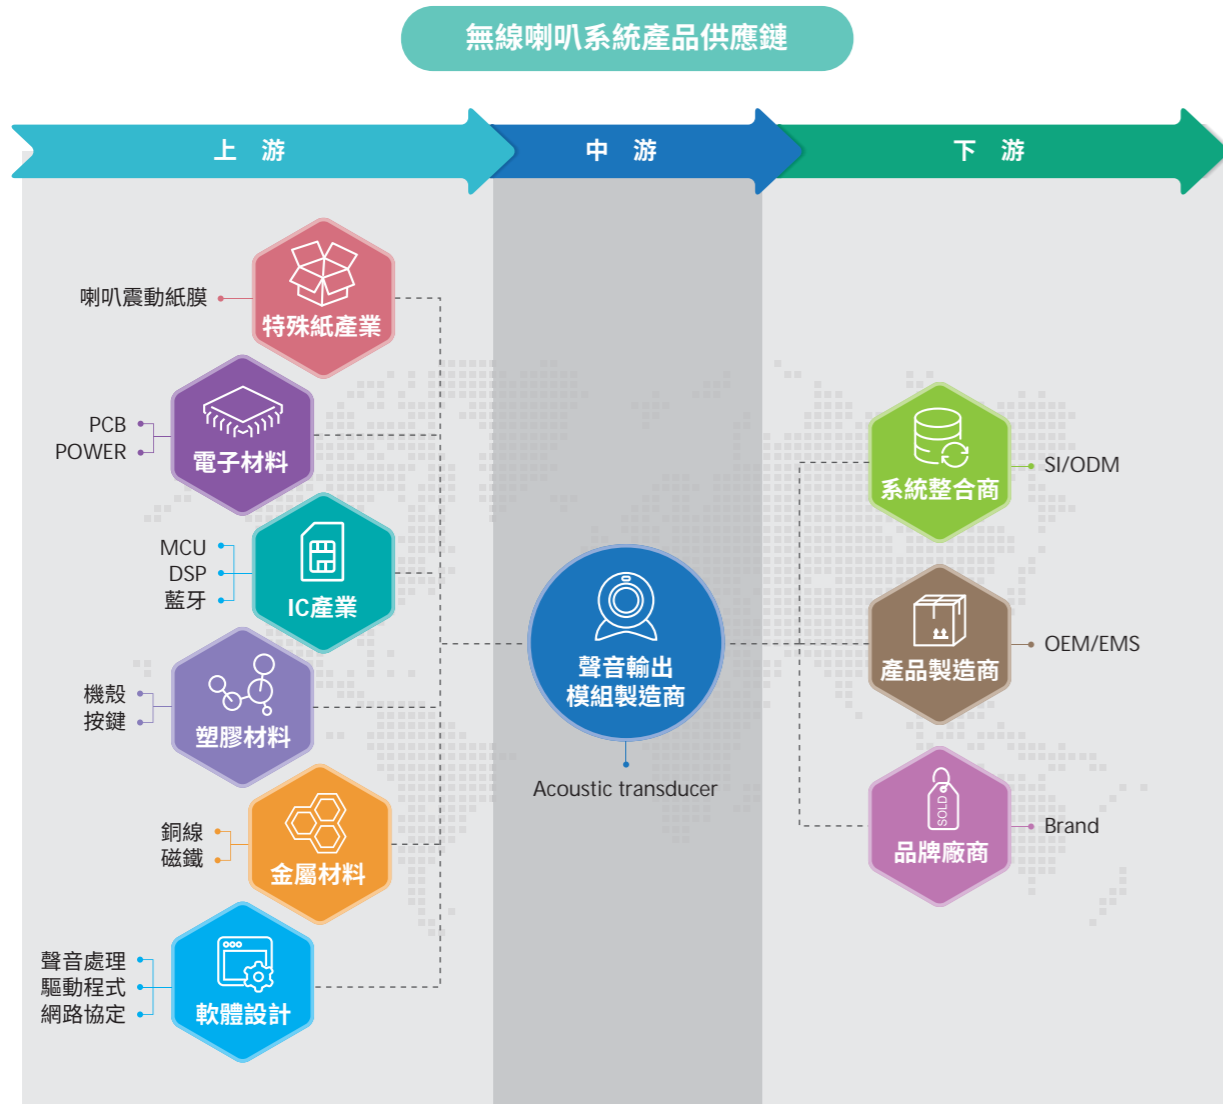 無線喇叭系統產品供應鏈
上 游
中 游
下 游
喇叭震動紙膜
特殊紙產業
PCB
POWER
電子材料
MCU
DSP
藍牙
IC產業
機殼
按鍵
塑膠材料
銅線
磁鐵
金屬材料
聲音處理
驅動程式
網路協定
軟體設計
聲音輸出
模組製造商
Acoustic transducer
系統整合商
SI/ODM
產品製造商
OEM/EMS
SOLD
品牌廠商
Brand